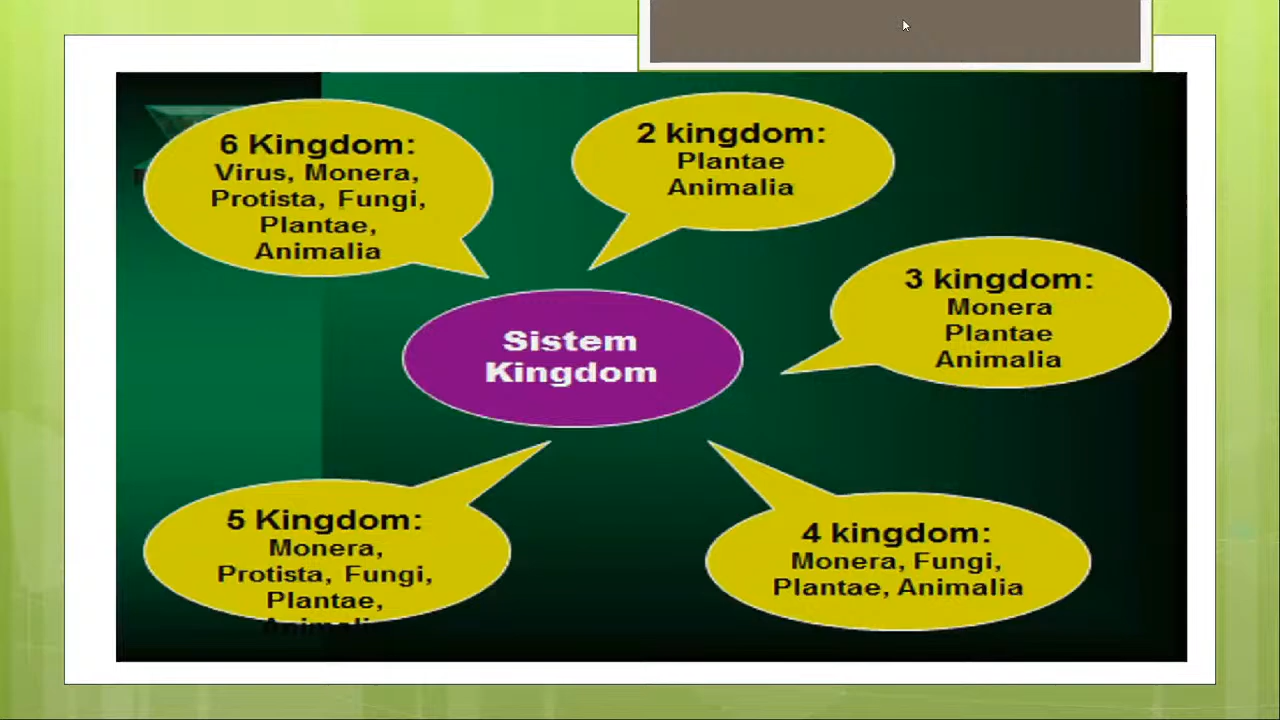 6 Kingdom:
Virus, Monera,
Protista, Fungi,
Plantae,
Animalia
2 kingdom:
Plantae
Animalia
3 kingdom:
Monera
Plantae
Animalia
Sistem
Kingdom
5 Kingdom:
Monera,
Protista, Fungi,
Plantae,
Animalia
4 kingdom:
Monera, Fungi,
Plantae, Animalia